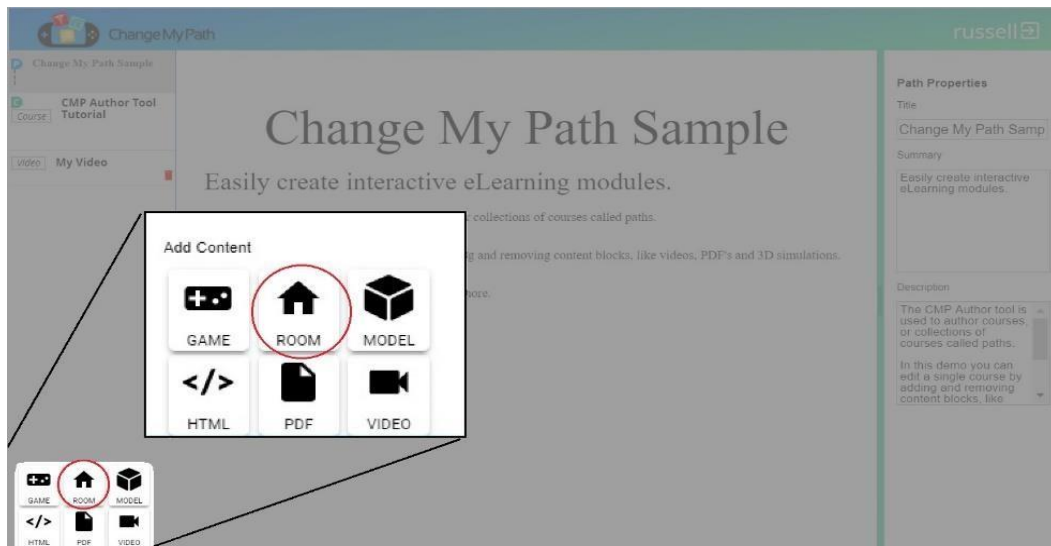 Change My Path
russell
Change My Path Sample
Course
CMP Author Tool
Tutorial
Video
My Video
Change My Path Sample
Easily create interactive eLearning modules.
r collections of courses called paths.
g and removing content blocks, like videos, PDF's and 3D simulations.
more.
Add Content
GAME
ROOM
MODEL
</>
HTML
PDF
VIDEO
GAME
ROOM
MODEL
</>
HTML
PDF
VIDEO
Path Properties
Title
Change My Path Samp
Summary
Easily create interactive
eLearning modules.
Description
The CMP Author tool is
used to author courses,
or collections of
courses called paths.
In this demo you can
edit a single course by
adding and removing
content blocks, like